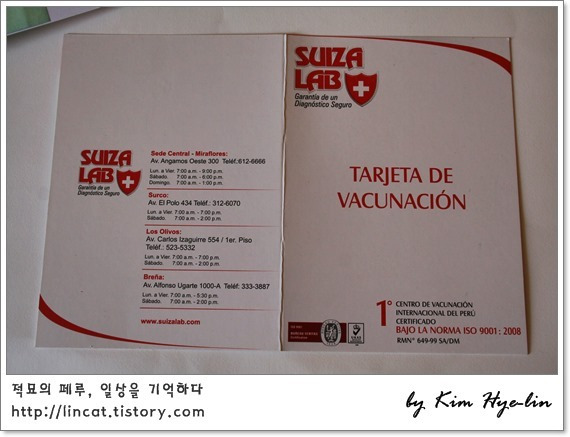 SUIZA
LAB
Garantía de un
Diagnóstico Seguro
Sede Central - Miraflores:
Av. Angamos Oeste 300 Teléf.:612-6666
Lun. a Vier. 7:00 a.m. - 9:00 p.m.
Sábado. 7:00 a.m. - 6:00 p.m.
Domingo: 7:00 a.m. - 1:00 p.m.
Surco:
Av. El Polo 434 Teléf.: 312-6070
Lun. a Vier. 7:00 a.m. - 7:00 p.m.
Sábado. 7:00 a.m. - 2:00 p.m.
Los Olivos:
Av. Carlos Izaguirre 554 / 1er. Piso
Teléf.: 523-5332
Lun. a Vier. 7:00 a.m. - 7:00 p.m.
Sábado. 7:00 a.m. - 2:00 p.m.
Breña:
Av. Alfonso Ugarte 1000-A Teléf: 333-3887
Lun. a Vier. 7:00 a.m. - 5:30 p.m.
Sábado. 7:00 a.m. - 2:00 p.m.
www.suizalab.com
SUIZA
LAB
Garantía de un
Diagnóstico Seguro
TARJETA DE
VACUNACIÓN
1° CENTRO DE VACUNACIÓN
INTERNACIONAL DEL PERÚ
CERTIFICADO
BAJO LA NORMA ISO 9001: 2008
RMN° 649-99 SA/DM
적묘의 페루, 일상을 기억하다
http://lincat.tistory.com
by Kim Hye-lin